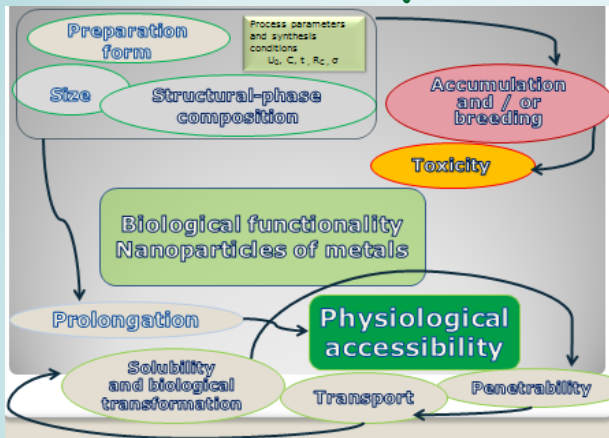 Preparation
form
Process parameters
and synthesis
conditions
U₀, C, t, R꜀, σ
Size
Structural-phase
composition
Accumulation
and / or
breeding
Toxicity
Biological functionality
Nanoparticles of metals
Prolongation
Physiological
accessibility
Solubility
and biological
transformation
Transport
Penetrability